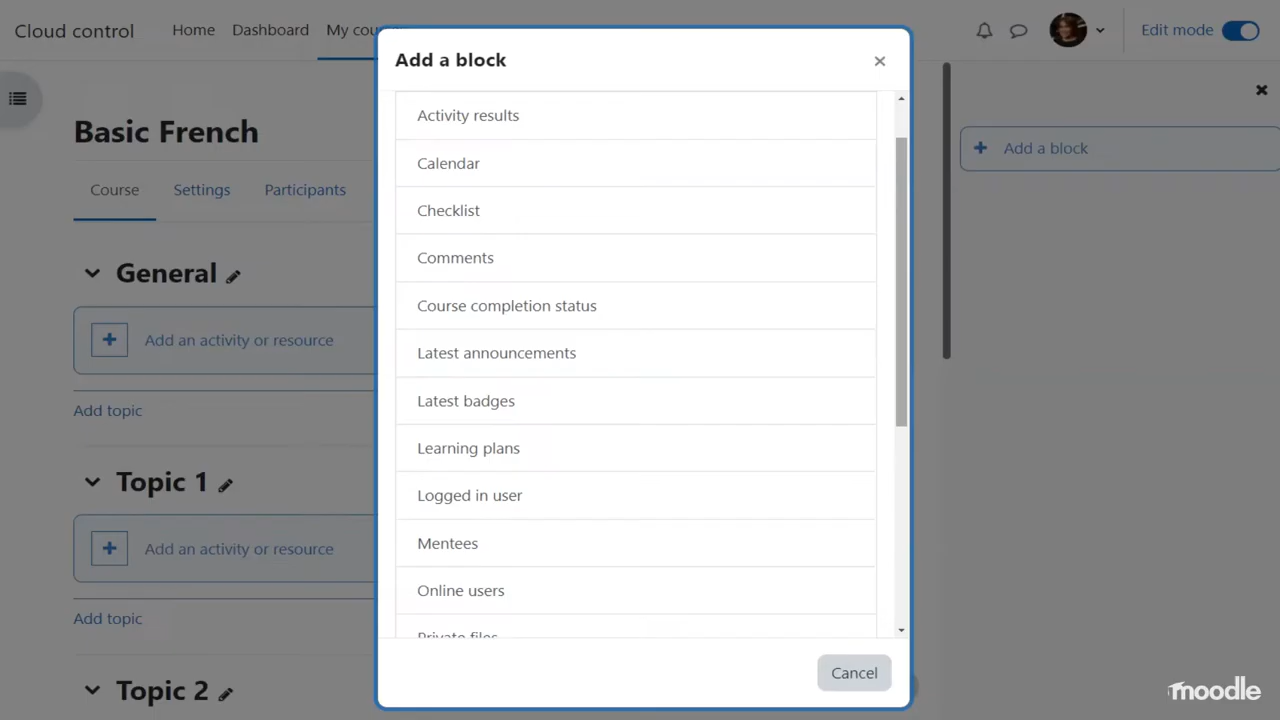 Cloud control
Home
Dashboard
My cou
Edit mode
Add a block
×
Activity results
Calendar
Checklist
Comments
Course completion status
Latest announcements
Latest badges
Learning plans
Logged in user
Mentees
Online users
Private files
Cancel
Basic French
Course
Settings
Participants
General
+ Add an activity or resource
Add topic
Topic 1
+ Add an activity or resource
Add topic
Topic 2
+ Add a block
moodle